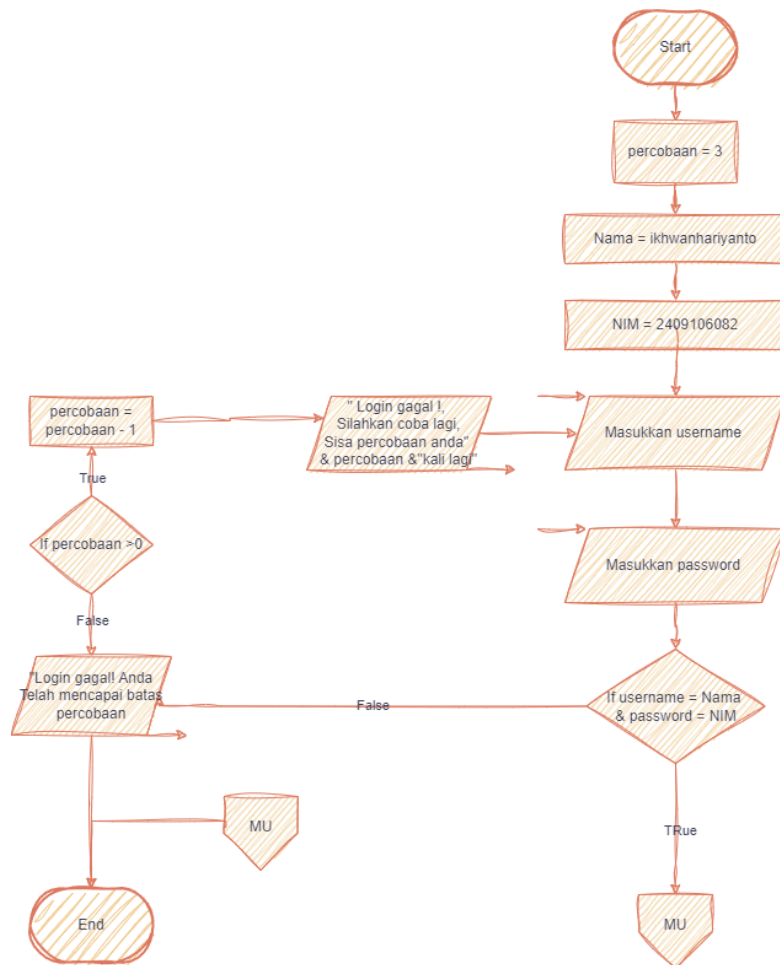 Start
percobaan = 3
Nama = ikhwanhariyanto
NIM = 2409106082
Masukkan username
Masukkan password
If username = Nama
& password = NIM
TRue
MU
False
" Login gagal !,
Silahkan coba lagi,
Sisa percobaan anda"
& percobaan &"kali lagi"
percobaan =
percobaan - 1
True
If percobaan >0
False
"Login gagal! Anda
Telah mencapai batas
percobaan
MU
End